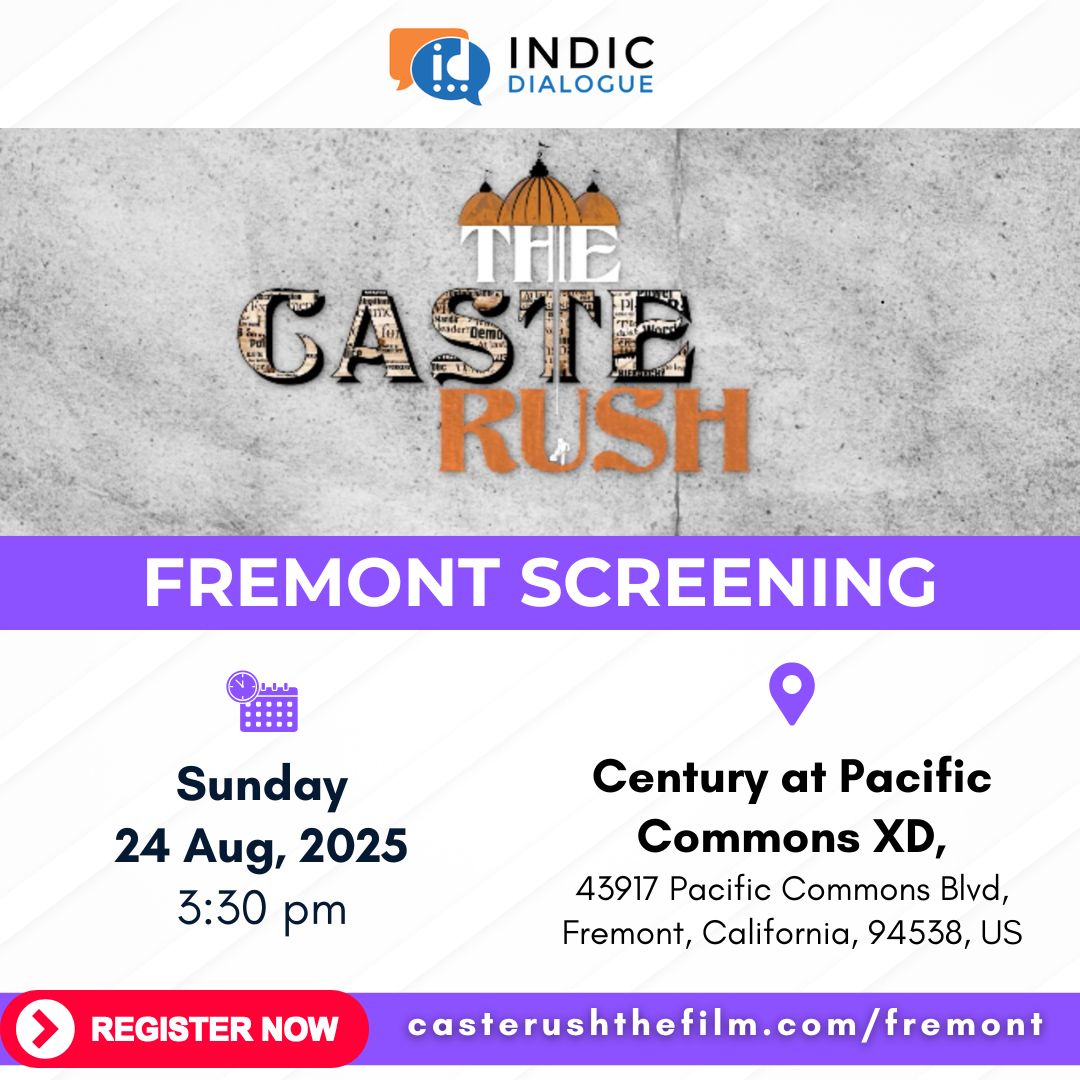 id
INDIC
DIALOGUE
THE
CASTE
RUSH
FREMONT SCREENING
Sunday
24 Aug, 2025
3:30 pm
Century at Pacific
Commons XD,
43917 Pacific Commons Blvd,
Fremont, California, 94538, US
REGISTER NOW
casterushthefilm.com/fremont